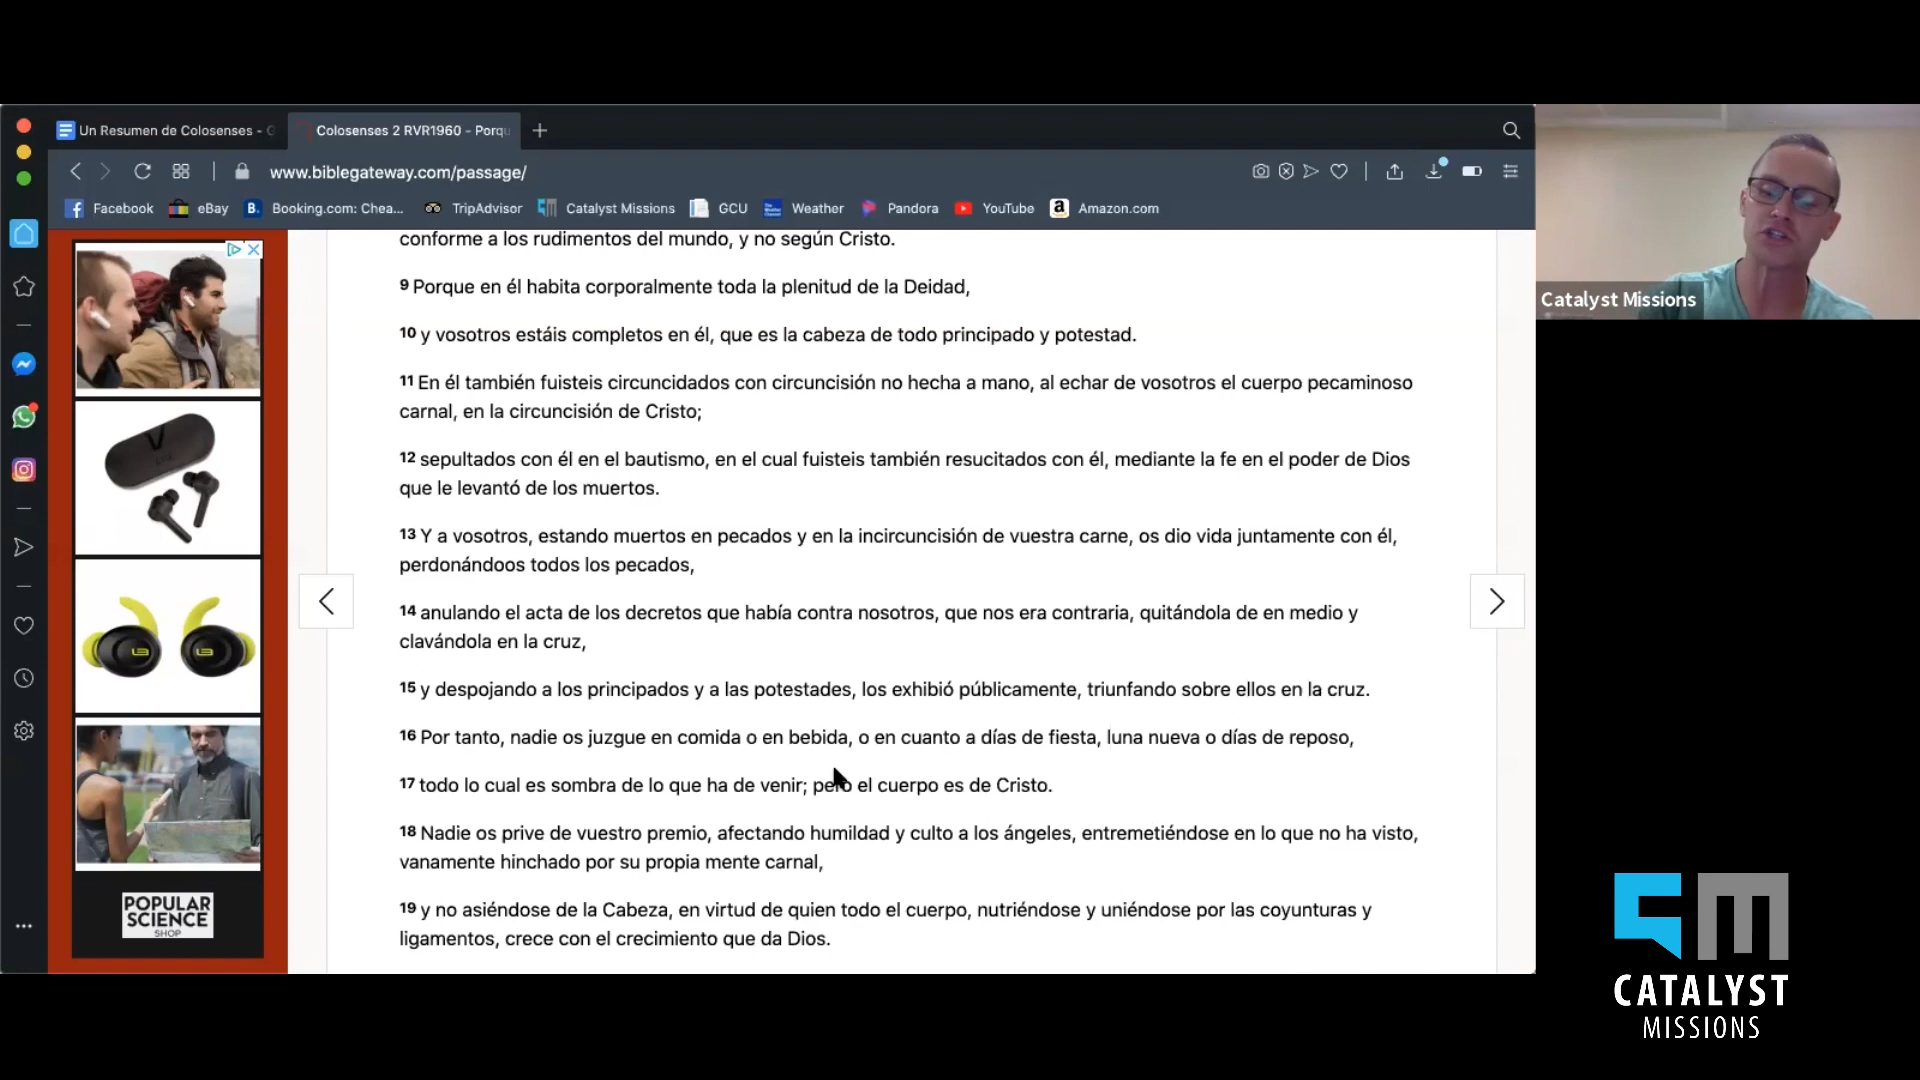 Un Resumen de Colosenses - G
Colosenses 2 RVR1960 - Porqu
www.biblegateway.com/passage/
Facebook
eBay
Booking.com: Chea...
TripAdvisor
Catalyst Missions
GCU
Weather
Pandora
YouTube
Amazon.com
conforme a los rudimentos del mundo, y no según Cristo.
9 Porque en él habita corporalmente toda la plenitud de la Deidad,
10 y vosotros estáis completos en él, que es la cabeza de todo principado y potestad.
11 En él también fuisteis circuncidados con circuncisión no hecha a mano, al echar de vosotros el cuerpo pecaminoso
carnal, en la circuncisión de Cristo;
12 sepultados con él en el bautismo, en el cual fuisteis también resucitados con él, mediante la fe en el poder de Dios
que le levantó de los muertos.
13 Y a vosotros, estando muertos en pecados y en la incircuncisión de vuestra carne, os dio vida juntamente con él,
perdonándoos todos los pecados,
14 anulando el acta de los decretos que había contra nosotros, que nos era contraria, quitándola de en medio y
clavándola en la cruz,
15 y despojando a los principados y a las potestades, los exhibió públicamente, triunfando sobre ellos en la cruz.
16 Por tanto, nadie os juzgue en comida o en bebida, o en cuanto a días de fiesta, luna nueva o días de reposo,
17 todo lo cual es sombra de lo que ha de venir; pero el cuerpo es de Cristo.
18 Nadie os prive de vuestro premio, afectando humildad y culto a los ángeles, entremetiéndose en lo que no ha visto,
vanamente hinchado por su propia mente carnal,
19 y no asiéndose de la Cabeza, en virtud de quien todo el cuerpo, nutriéndose y uniéndose por las coyunturas y
ligamentos, crece con el crecimiento que da Dios.
POPULAR
SCIENCE
SHOP
Catalyst Missions
CATALYST
MISSIONS